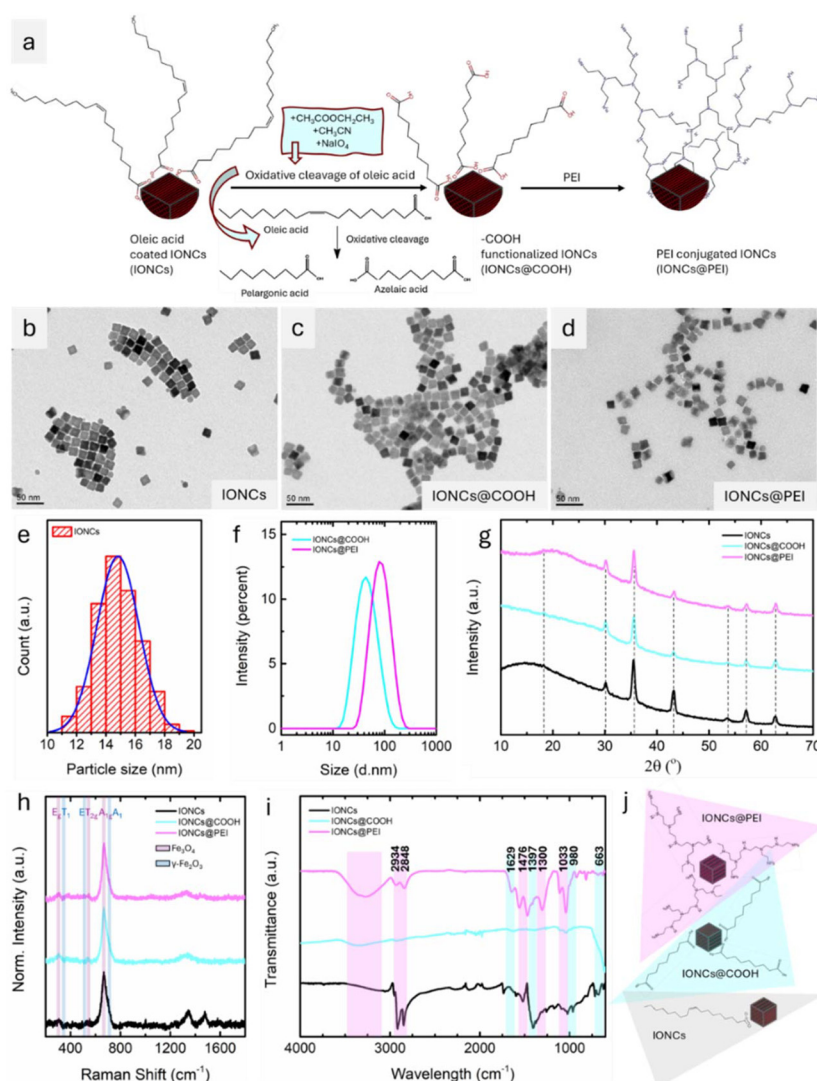 a
+CH3COOCH2CH3
+CH3CN
+NaIO4
Oxidative cleavage of oleic acid
PEI
Oleic acid
Oxidative cleavage
Pelargonic acid
Azelaic acid
Oleic acid
coated IONCs
(IONCs)
-COOH
functionalized IONCs
(IONCs@COOH)
PEI conjugated IONCs
(IONCs@PEI)
b
50 nm
IONCs
c
50 nm
IONCs@COOH
d
50 nm
IONCs@PEI
e
IONCs
Count (a.u.)
10 12 14 16 18 20
Particle size (nm)
f
IONCs@COOH
IONCs@PEI
Intensity (percent)
15
10
5
0
1 10 100 1000
Size (d.nm)
g
IONCs
IONCs@COOH
IONCs@PEI
Intensity (a.u.)
10 20 30 40 50 60 70
2θ (°)
h
IONCs
IONCs@COOH
IONCs@PEI
Fe3O4
γ-Fe2O3
EgT1 ET2gA1gA1
Norm. Intensity (a.u.)
400 800 1200 1600
Raman Shift (cm-1)
i
IONCs
IONCs@COOH
IONCs@PEI
2934
2848
1629
1476
1397
1300
1033
980
663
Transmittance (a.u.)
4000 3000 2000 1000
Wavelength (cm-1)
j
IONCs@PEI
IONCs@COOH
IONCs